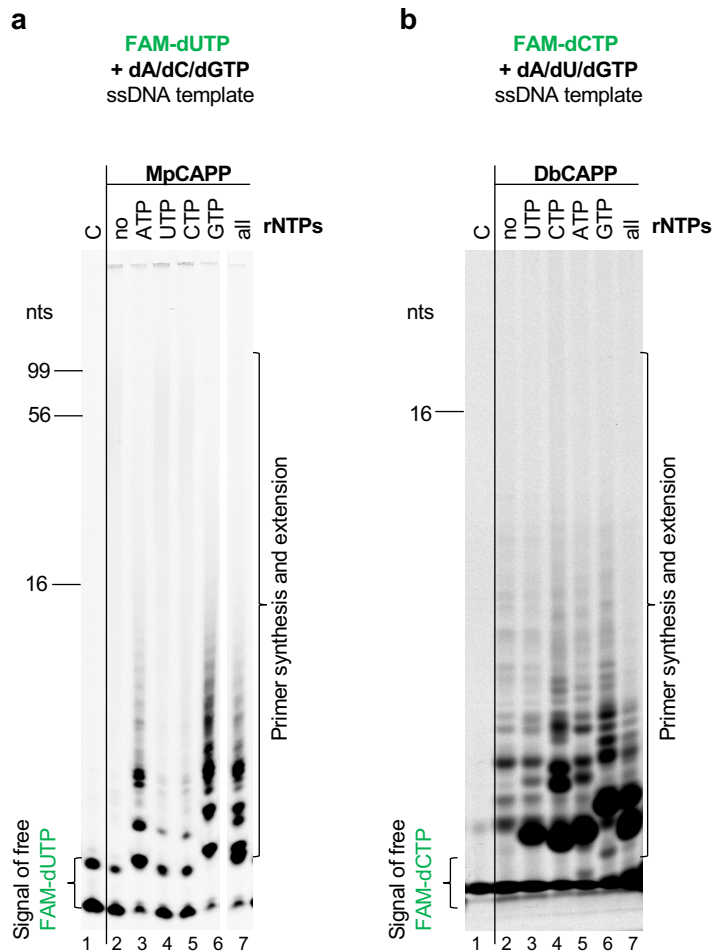 a
FAM-dUTP
+ dA/dC/dGTP
ssDNA template
MpCAPP
C
no
ATP
UTP
CTP
GTP
all
rNTPs
nts
99
56
16
Primer synthesis and extension
Signal of free
FAM-dUTP
1 2 3 4 5 6 7
b
FAM-dCTP
+ dA/dU/dGTP
ssDNA template
DbCAPP
C
no
UTP
CTP
ATP
GTP
all
rNTPs
nts
16
Primer synthesis and extension
Signal of free
FAM-dCTP
1 2 3 4 5 6 7